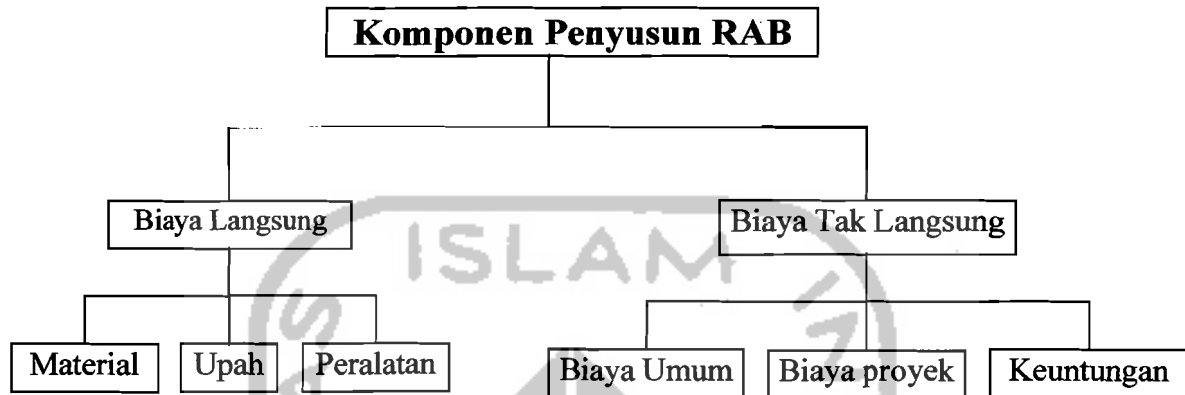 Komponen Penyusun RAB
Biaya Langsung
Biaya Tak Langsung
ISLAM
Material
Upah
Peralatan
Biaya Umum
Biaya proyek
Keuntungan